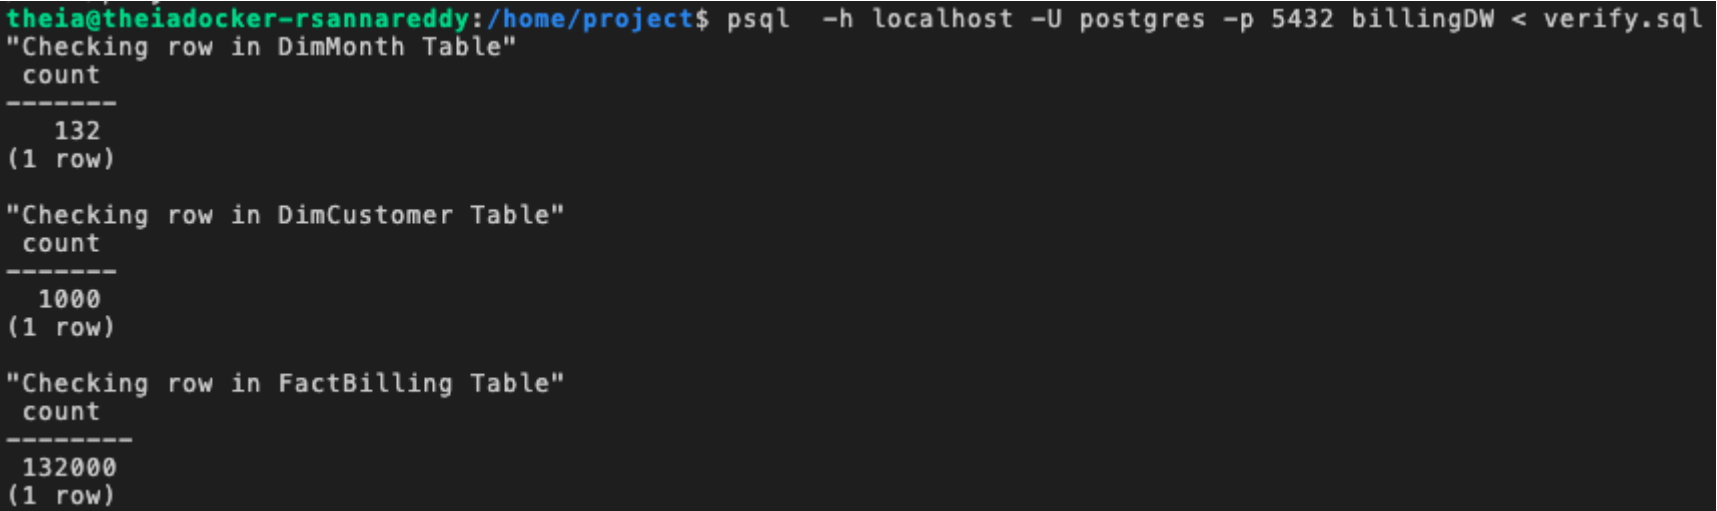 theia@theiadocker-rsannareddy:/home/project$ psql  -h localhost -U postgres -p 5432 billingDW < verify.sql
"Checking row in DimMonth Table"
 count
-------
   132
(1 row)

"Checking row in DimCustomer Table"
 count
-------
  1000
(1 row)

"Checking row in FactBilling Table"
 count
--------
 132000
(1 row)